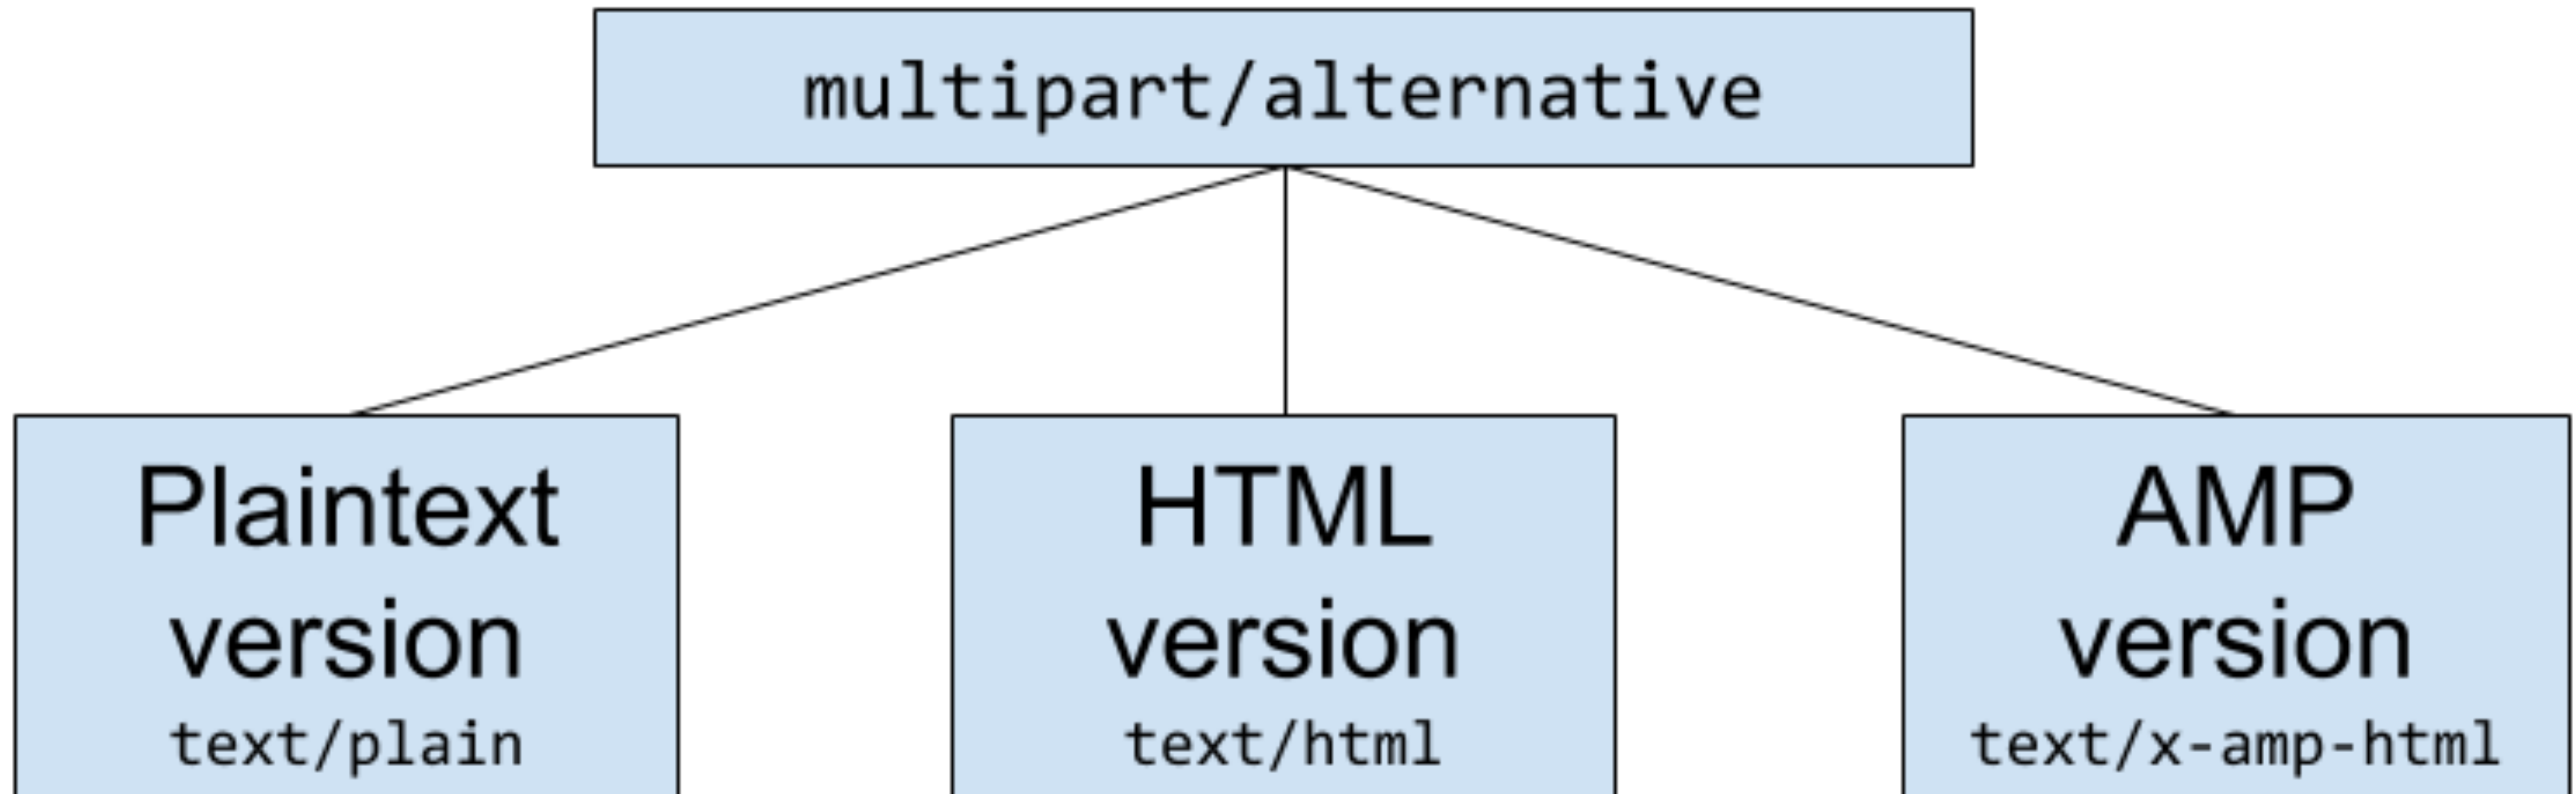 multipart/alternative
Plaintext
version
text/plain
HTML
version
text/html
AMP
version
text/x-amp-html